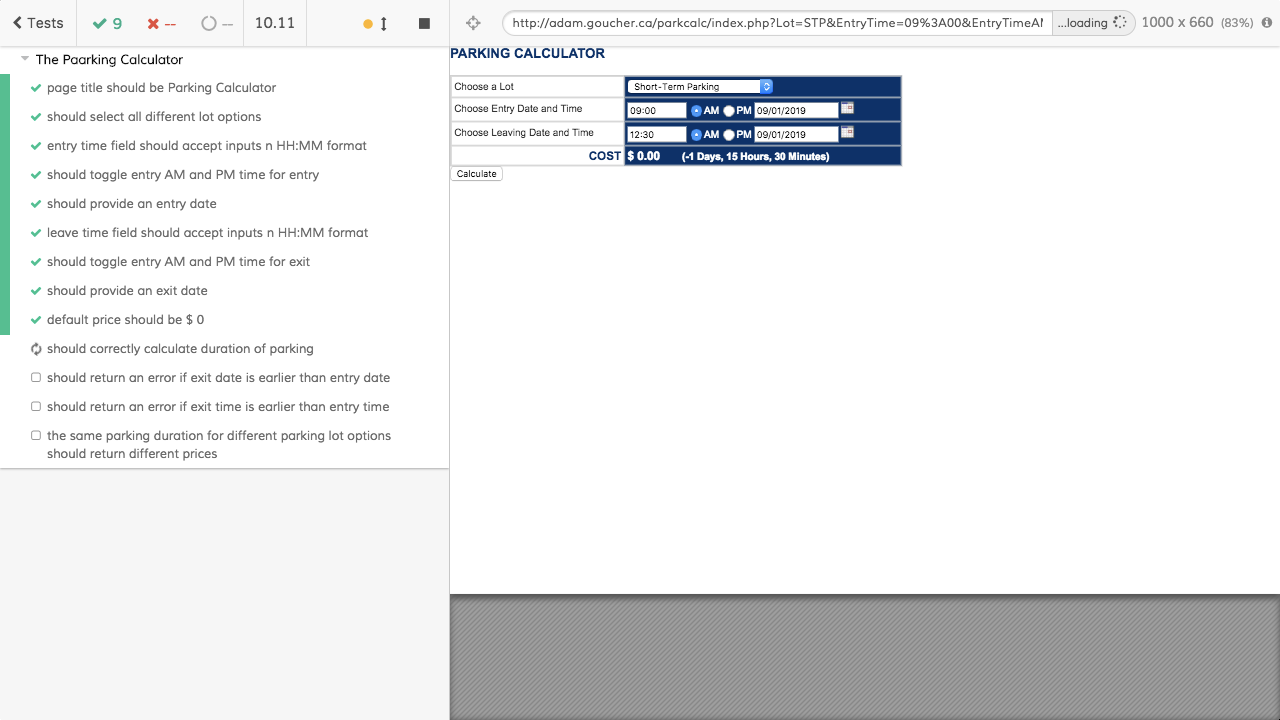 Tests
9
--
--
10.11
http://adam.goucher.ca/parkcalc/index.php?Lot=STP&EntryTime=09%3A00&EntryTimeAM
...loading
1000 x 660 (83%)
The Paarking Calculator
page title should be Parking Calculator
should select all different lot options
entry time field should accept inputs n HH:MM format
should toggle entry AM and PM time for entry
should provide an entry date
leave time field should accept inputs n HH:MM format
should toggle entry AM and PM time for exit
should provide an exit date
default price should be $ 0
should correctly calculate duration of parking
should return an error if exit date is earlier than entry date
should return an error if exit time is earlier than entry time
the same parking duration for different parking lot options
should return different prices
PARKING CALCULATOR
Choose a Lot
Short-Term Parking
Choose Entry Date and Time
09:00 AM PM 09/01/2019
Choose Leaving Date and Time
12:30 AM PM 09/01/2019
COST $ 0.00 (-1 Days, 15 Hours, 30 Minutes)
Calculate